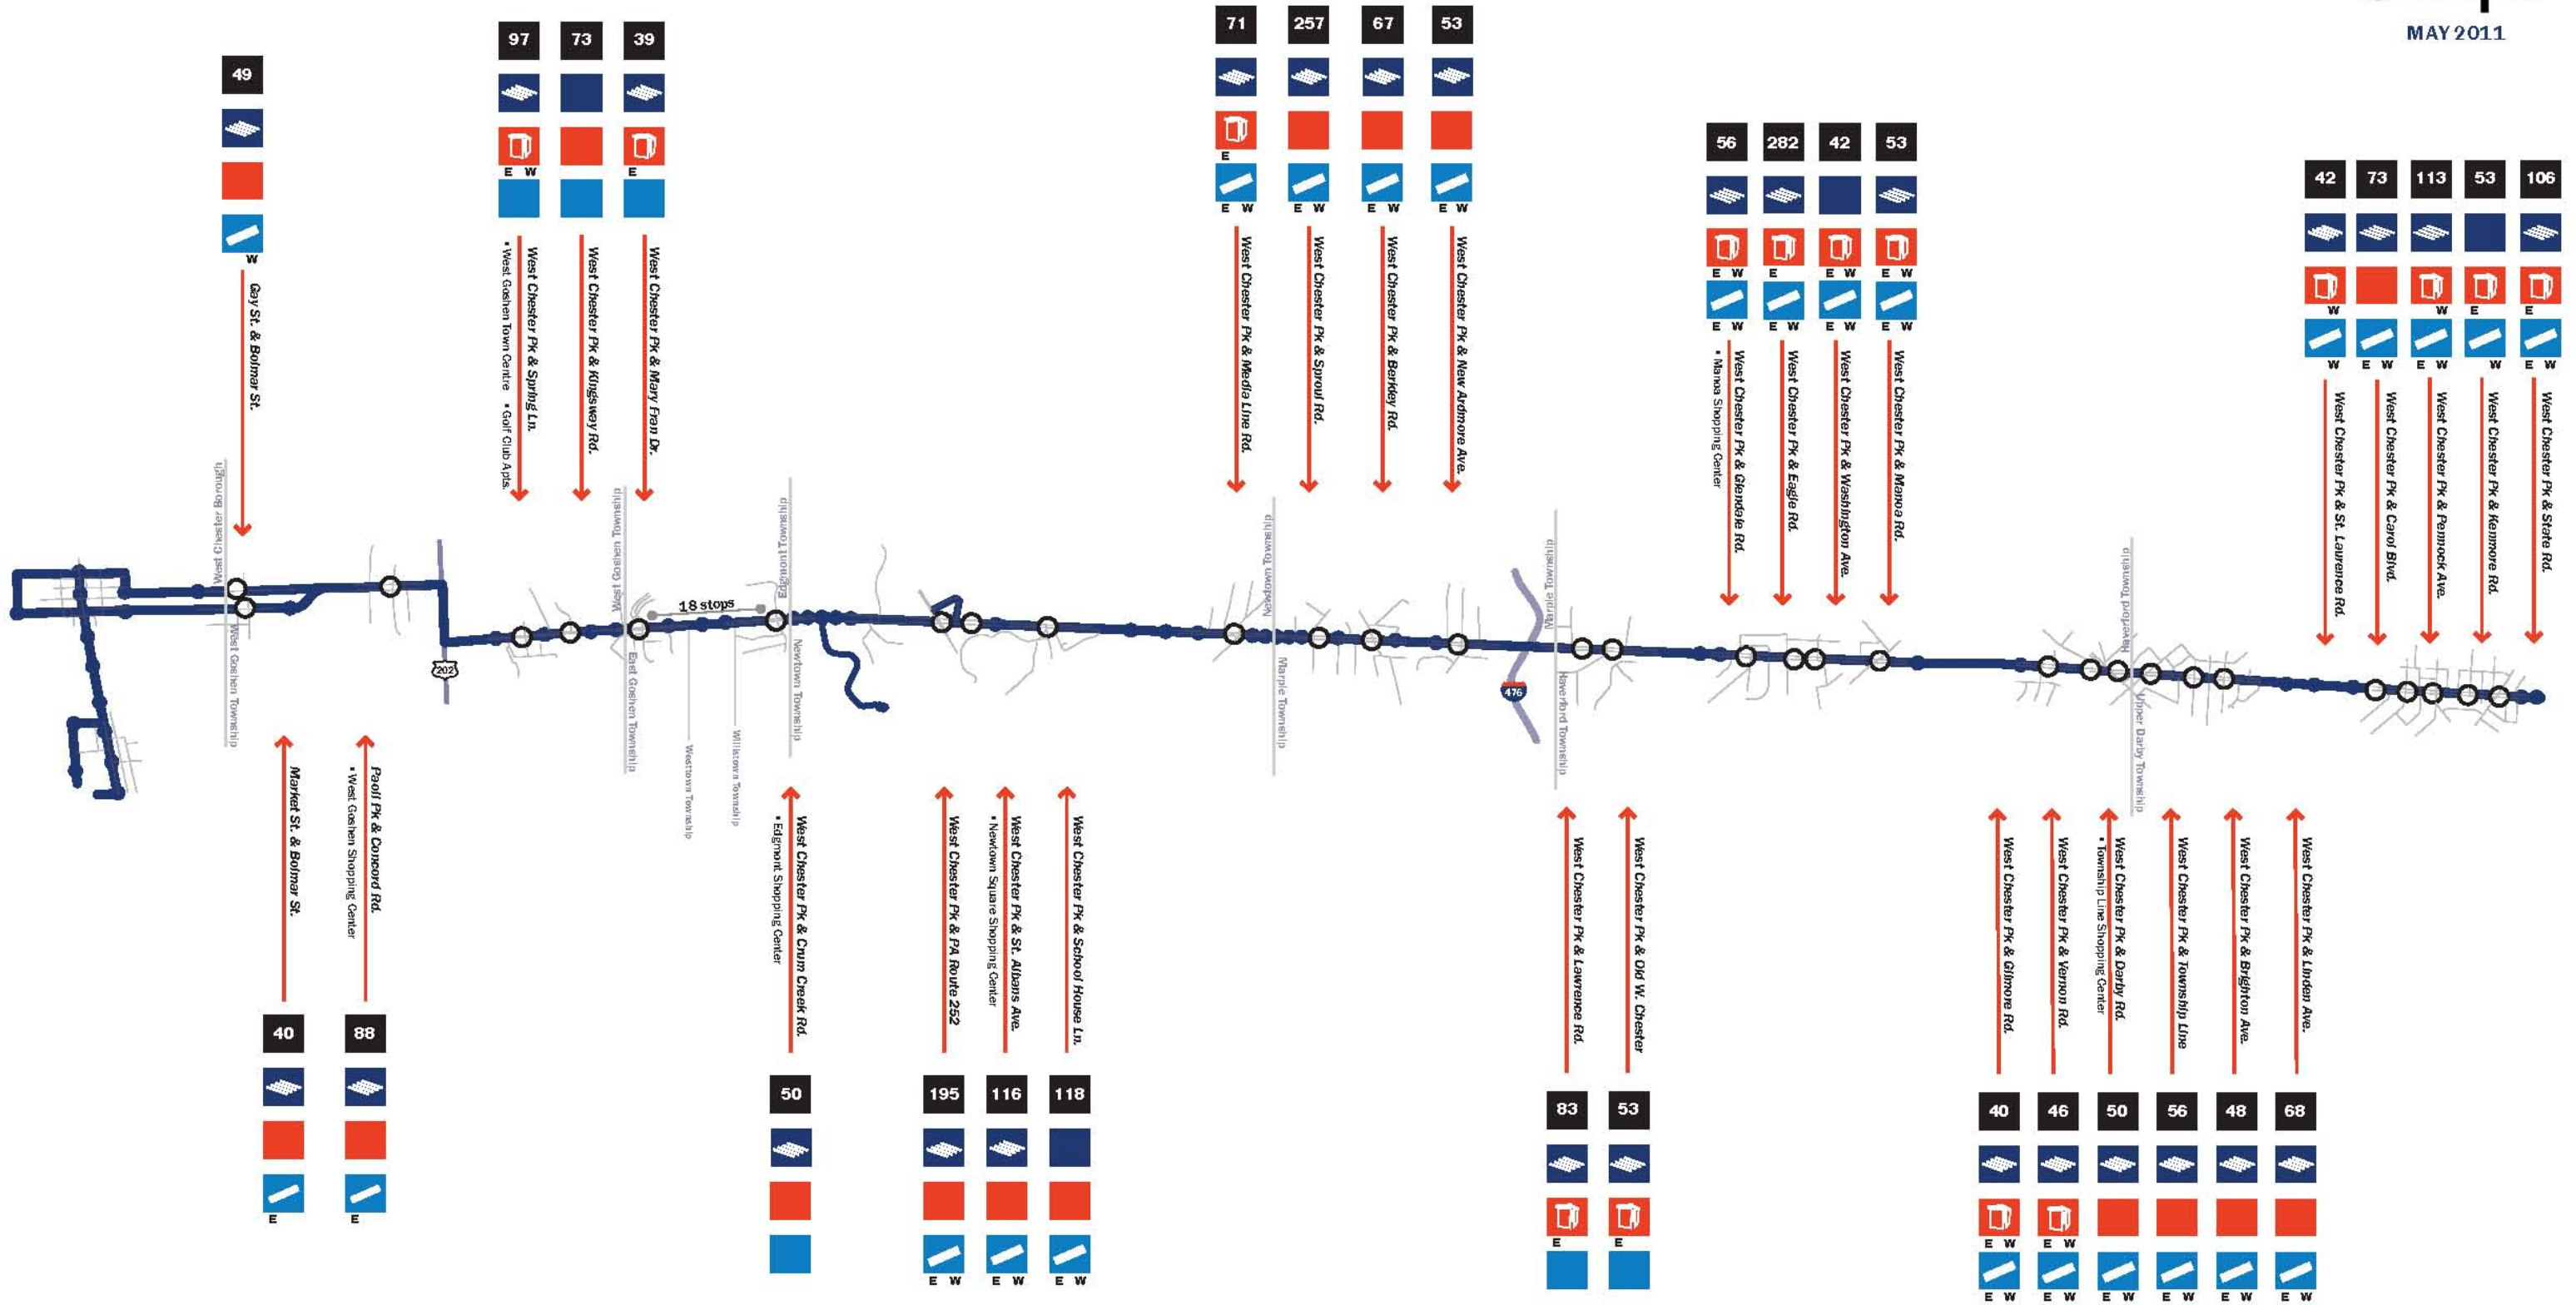 MAY 2011
49
W
Gay St. & Bolmar St.
97
E W
West Chester Pk & Spring Ln.
▪ West Goshen Town Centre ▪ Golf Club Apts.
73
West Chester Pk & Kingsway Rd.
39
E
West Chester Pk & Mary Fran Dr.
71
E
E W
West Chester Pk & Media Line Rd.
257
E W
West Chester Pk & Sproul Rd.
67
E W
West Chester Pk & Berkley Rd.
53
E W
West Chester Pk & New Ardmore Ave.
56
E W
E W
West Chester Pk & Glendale Rd.
▪ Manoa Shopping Center
282
E
E W
West Chester Pk & Eagle Rd.
42
E W
E W
West Chester Pk & Washington Ave.
53
E W
E W
West Chester Pk & Manoa Rd.
42
W
W
West Chester Pk & St. Laurence Rd.
73
E W
West Chester Pk & Carol Blvd.
113
W
E W
West Chester Pk & Pennock Ave.
53
E
E W
West Chester Pk & Kenmore Rd.
106
E
E W
West Chester Pk & State Rd.
West Chester Borough
West Goshen Township
202
West Goshen Township
East Goshen Township
18 stops
Westtown Township
Willistown Township
Edgmont Township
Newtown Township
Newtown Township
Marple Township
476
Marple Township
Haverford Township
Haverford Township
Upper Darby Township
Market St. & Bolmar St.
40
E
Paoli Pk & Concord Rd.
▪ West Goshen Shopping Center
88
E
West Chester Pk & Crum Creek Rd.
▪ Edgmont Shopping Center
50
West Chester Pk & PA Route 252
195
E W
West Chester Pk & St. Albans Ave.
▪ Newtown Square Shopping Center
116
E W
West Chester Pk & School House Ln.
118
E W
West Chester Pk & Lawrence Rd.
83
E
West Chester Pk & Old W. Chester
53
E
West Chester Pk & Gilmore Rd.
40
E W
E W
West Chester Pk & Vernon Rd.
46
E W
E W
West Chester Pk & Darby Rd.
▪ Township Line Shopping Center
50
E W
West Chester Pk & Township Line
56
E W
West Chester Pk & Brighton Ave.
48
E W
West Chester Pk & Linden Ave.
68
E W